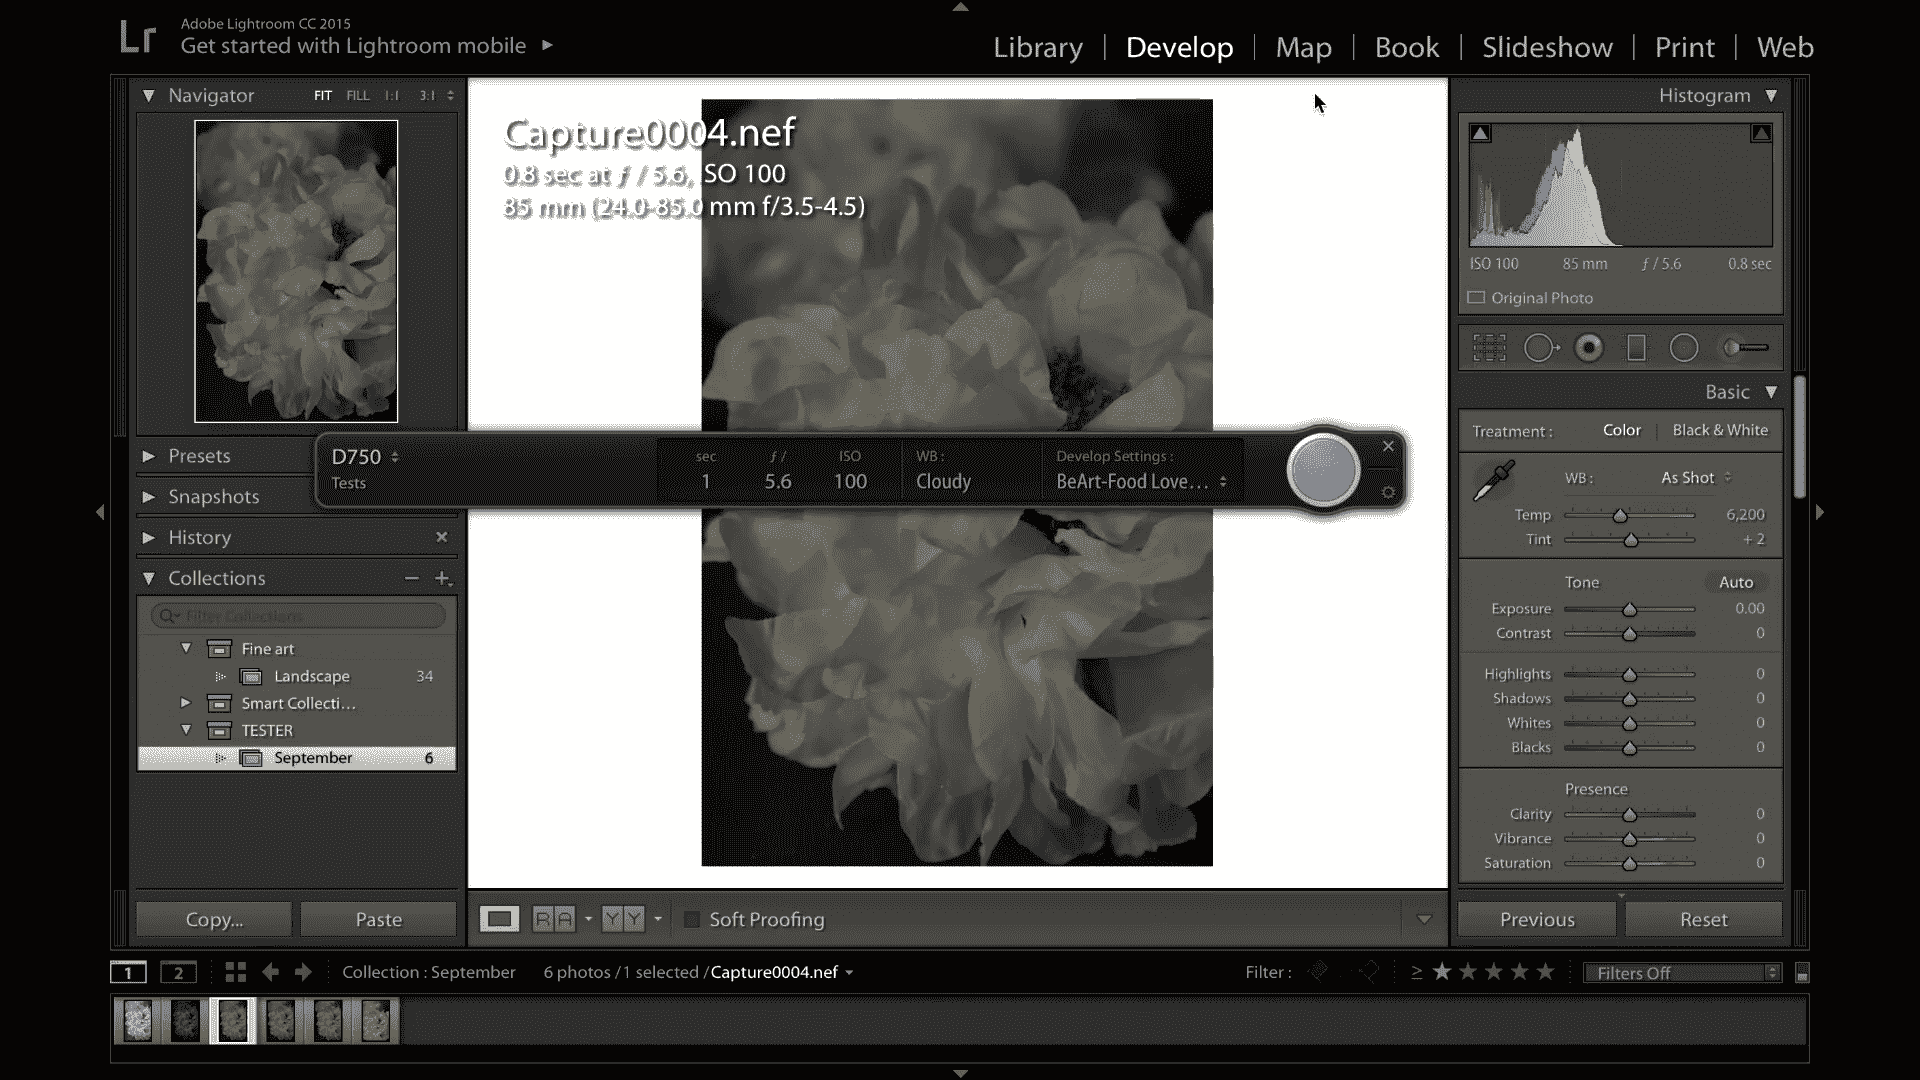 Lr
Adobe Lightroom CC 2015
Get started with Lightroom mobile
Library | Develop | Map | Book | Slideshow | Print | Web
Navigator FIT FILL 1:1 3:1
Capture0004.nef
0.8 sec at ƒ / 5.6, ISO 100
85 mm (24.0-85.0 mm f/3.5-4.5)
Histogram
ISO 100 85 mm ƒ / 5.6 0.8 sec
Original Photo
Basic
Treatment : Color | Black & White
WB : As Shot
Temp 6,200
Tint + 2
Tone Auto
Exposure 0.00
Contrast 0
Highlights 0
Shadows 0
Whites 0
Blacks 0
Presence
Clarity 0
Vibrance 0
Saturation 0
Previous Reset
D750
Tests
sec ƒ / ISO WB : Develop Settings :
1 5.6 100 Cloudy BeArt-Food Love...
Presets
Snapshots
History
Collections
Filter Collections
Fine art
Landscape 34
Smart Collecti...
TESTER
September 6
Copy... Paste
R A Y Y Soft Proofing
1 2 Collection : September 6 photos / 1 selected / Capture0004.nef
Filter : ≥ Filters Off